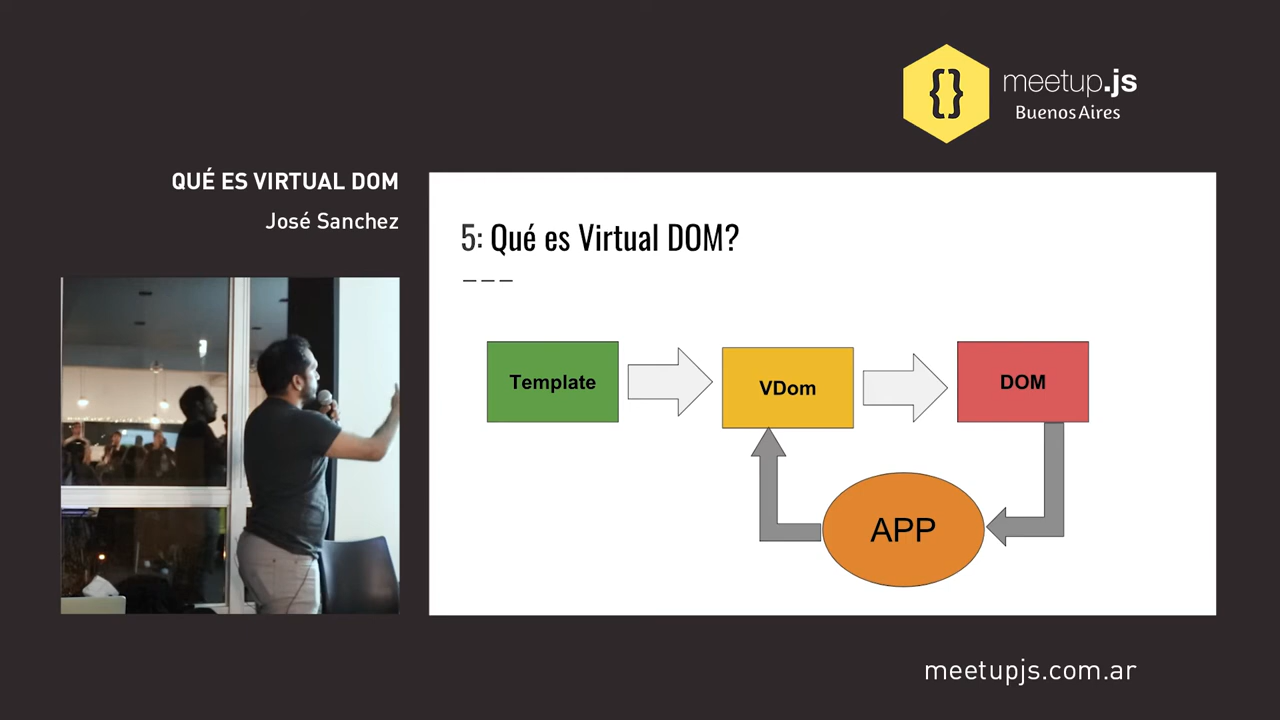 {}
meetup.js
Buenos Aires
QUÉ ES VIRTUAL DOM
José Sanchez
5: Qué es Virtual DOM?
___
Template
VDom
DOM
APP
meetupjs.com.ar